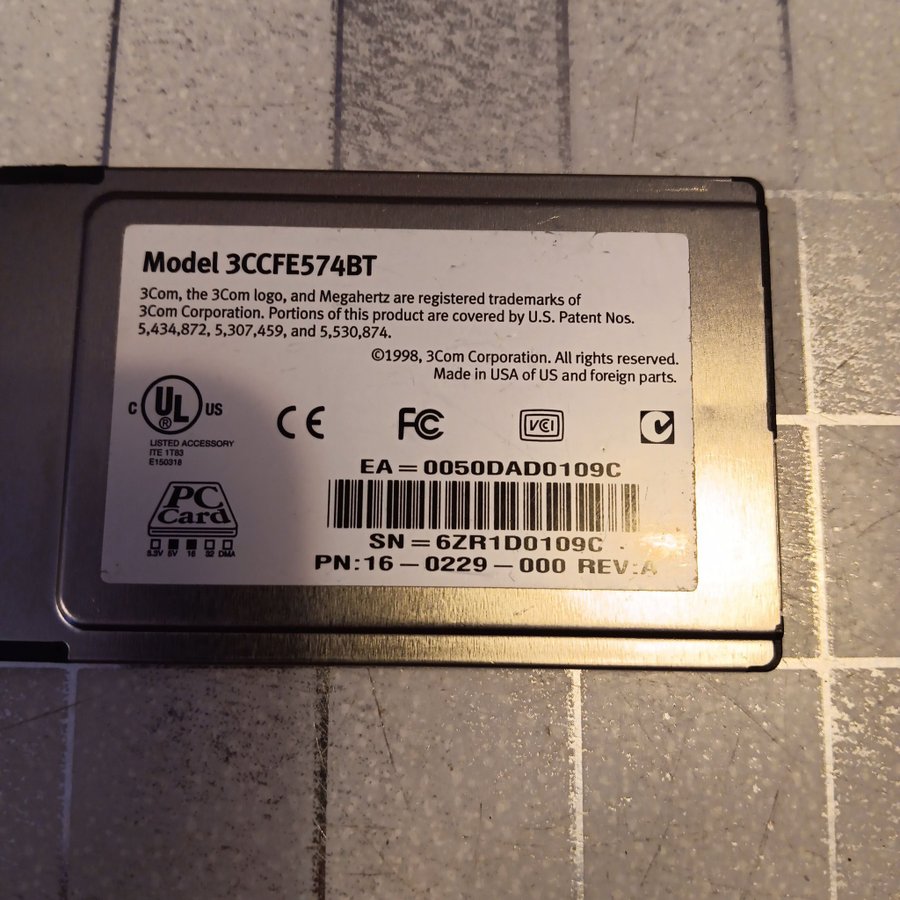 Model 3CCFE574BT
3Com, the 3Com logo, and Megahertz are registered trademarks of
3Com Corporation. Portions of this product are covered by U.S. Patent Nos.
5,434,872, 5,307,459, and 5,530,874.
©1998, 3Com Corporation. All rights reserved.
Made in USA of US and foreign parts.
C UL ® US
LISTED ACCESSORY
ITE 1T83
E150318
CE
FC
VCI
EA = 0050DAD0109C
PC
Card
3.3V 5V 16 32 DMA
SN = 6ZR1D0109C
PN:16-0229-000 REV:A